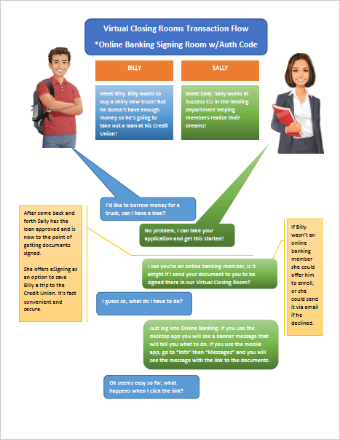 Virtual Closing Rooms Transaction Flow
*Online Banking Signing Room w/Auth Code
BILLY
SALLY
Meet Billy. Billy wants to
buy a shiny new truck! But
he doesn't have enough
money so he's going to
take out a loan at his Credit
Union!
Meet Sally. Sally works at
Success CU in the lending
department helping
members realize their
dreams!
I'd like to borrow money for a
truck, can I have a loan?
No problem, I can take your
application and get this started!
After some back and
forth Sally has the
loan approved and is
now to the point of
getting documents
signed.
She offers eSigning as
an option to save
Billy a trip to the
Credit Union. It's fast
convenient and
secure.
If Billy
wasn't an
online
banking
member
she could
offer him
to enroll,
or she
could send
it via email
if he
declined.
I see you're an online banking member, is it
alright if I send your document to you to be
signed there in our Virtual Closing Room?
I guess so, what do I have to do?
Just log into Online Banking. If you use the
desktop you will see a banner message that
will tell you what to do. If you use the mobile
app, go to "Info" then "Messages" and you will
see the message with the link to the documents.
Ok seems easy so far, what
happens when I click the link?